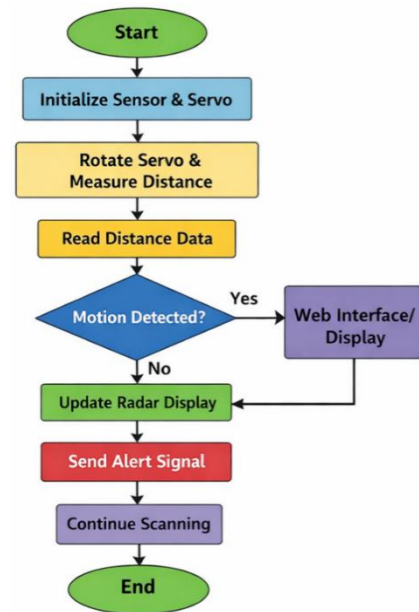 Start
Initialize Sensor & Servo
Rotate Servo &
Measure Distance
Read Distance Data
Motion Detected?
Yes
Web Interface/
Display
No
Update Radar Display
Send Alert Signal
Continue Scanning
End